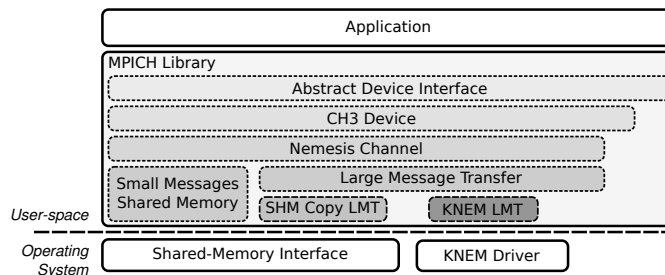 Application
MPICH Library
Abstract Device Interface
CH3 Device
Nemesis Channel
Small Messages
Shared Memory
Large Message Transfer
SHM Copy LMT
KNEM LMT
User-space
Operating
System
Shared-Memory Interface
KNEM Driver